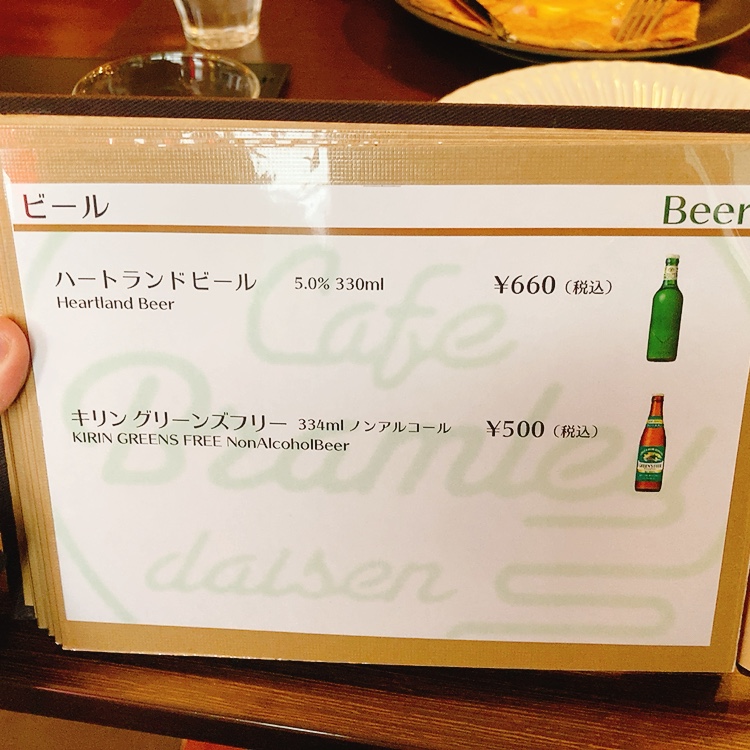 ビール
Beer
ハートランドビール 5.0% 330ml ¥660（税込）
Heartland Beer
キリン グリーンズフリー 334ml ノンアルコール ¥500（税込）
KIRIN GREENS FREE NonAlcoholBeer
Cafe
Bramley
daisen